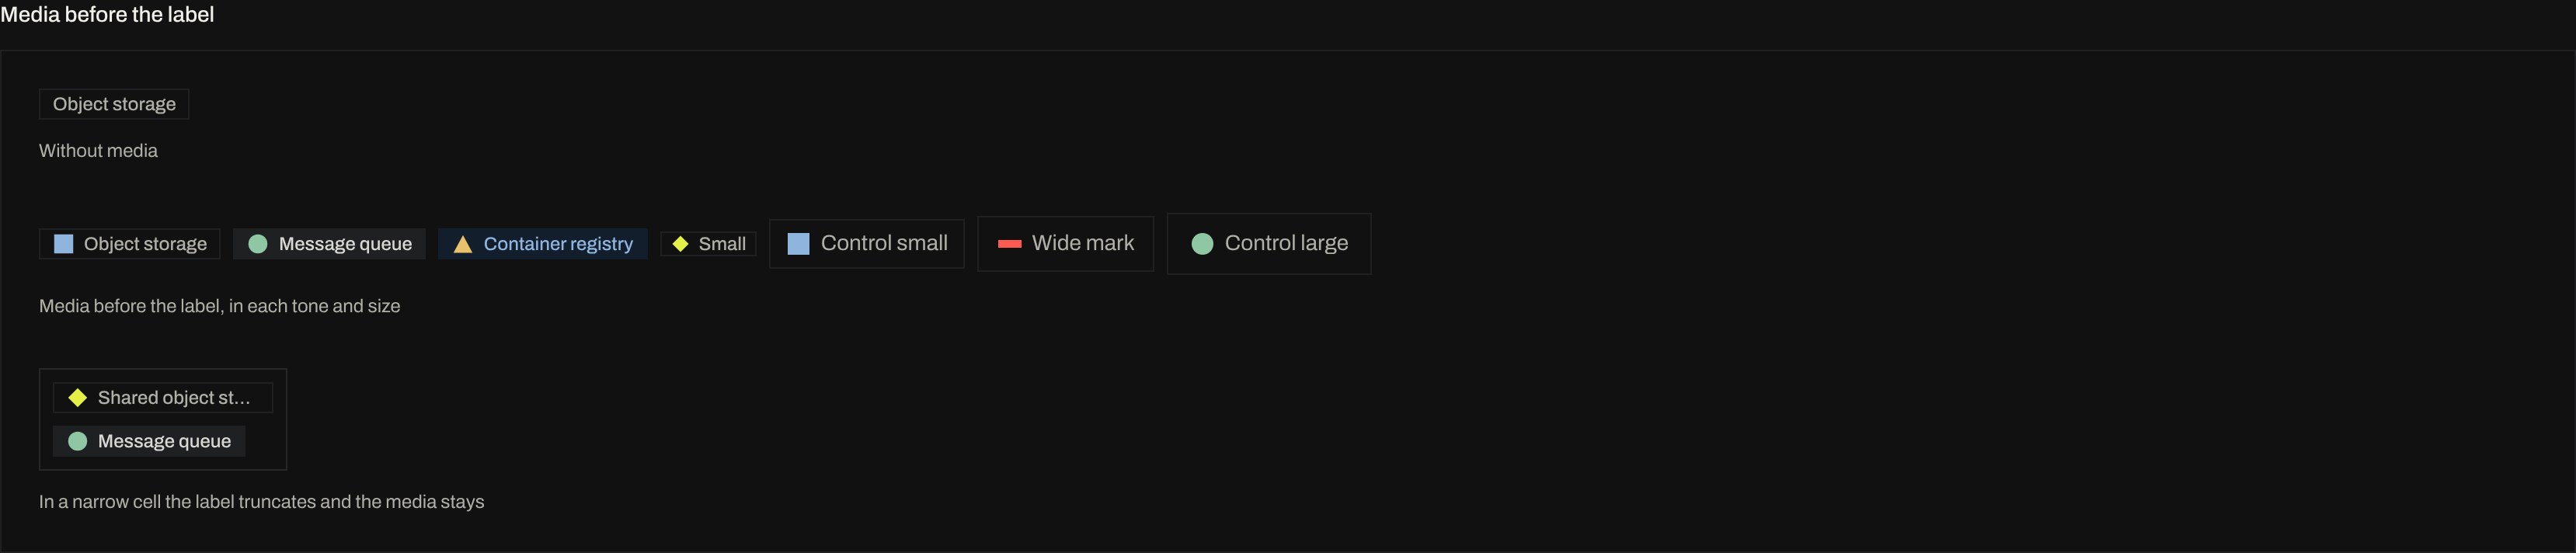 Media before the label
Object storage
Without media
Object storage
Message queue
Container registry
Small
Control small
Wide mark
Control large
Media before the label, in each tone and size
Shared object st...
Message queue
In a narrow cell the label truncates and the media stays